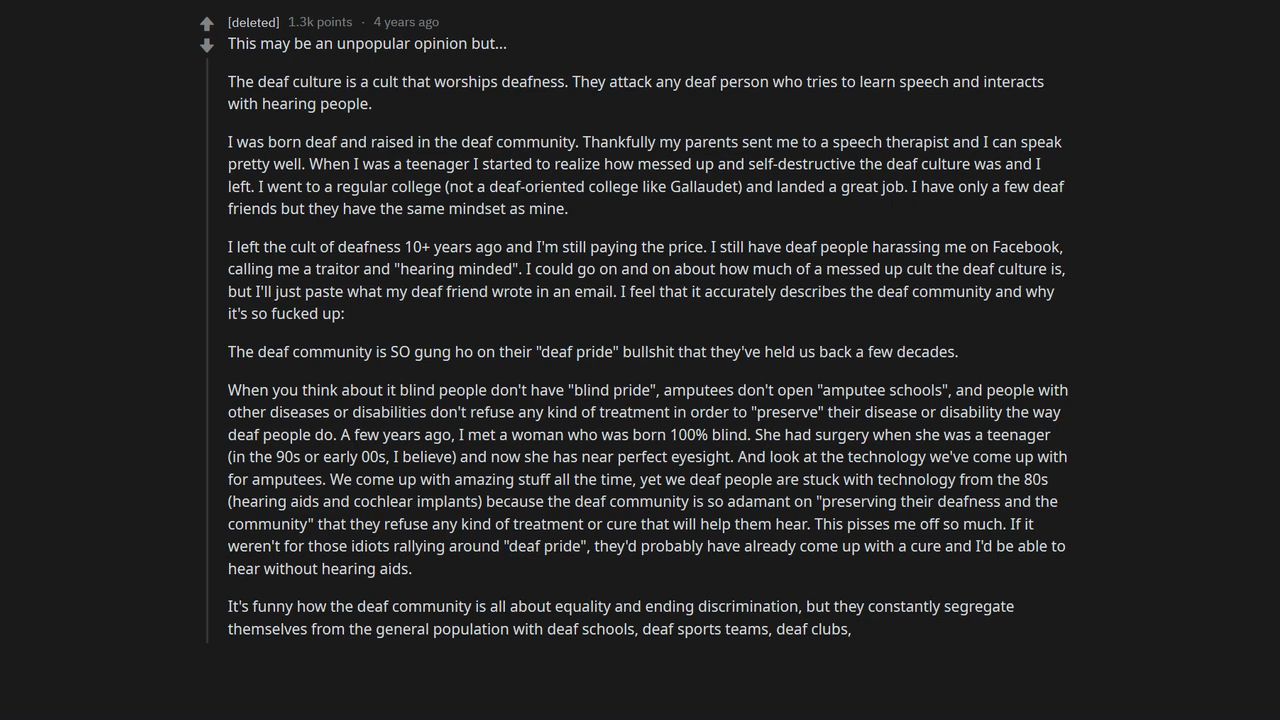 [deleted] 1.3k points · 4 years ago
This may be an unpopular opinion but...
The deaf culture is a cult that worships deafness. They attack any deaf person who tries to learn speech and interacts
with hearing people.
I was born deaf and raised in the deaf community. Thankfully my parents sent me to a speech therapist and I can speak
pretty well. When I was a teenager I started to realize how messed up and self-destructive the deaf culture was and I
left. I went to a regular college (not a deaf-oriented college like Gallaudet) and landed a great job. I have only a few deaf
friends but they have the same mindset as mine.
I left the cult of deafness 10+ years ago and I'm still paying the price. I still have deaf people harassing me on Facebook,
calling me a traitor and "hearing minded". I could go on and on about how much of a messed up cult the deaf culture is,
but I'll just paste what my deaf friend wrote in an email. I feel that it accurately describes the deaf community and why
it's so fucked up:
The deaf community is SO gung ho on their "deaf pride" bullshit that they've held us back a few decades.
When you think about it blind people don't have "blind pride", amputees don't open "amputee schools", and people with
other diseases or disabilities don't refuse any kind of treatment in order to "preserve" their disease or disability the way
deaf people do. A few years ago, I met a woman who was born 100% blind. She had surgery when she was a teenager
(in the 90s or early 00s, I believe) and now she has near perfect eyesight. And look at the technology we've come up with
for amputees. We come up with amazing stuff all the time, yet we deaf people are stuck with technology from the 80s
(hearing aids and cochlear implants) because the deaf community is so adamant on "preserving their deafness and the
community" that they refuse any kind of treatment or cure that will help them hear. This pisses me off so much. If it
weren't for those idiots rallying around "deaf pride", they'd probably have already come up with a cure and I'd be able to
hear without hearing aids.
It's funny how the deaf community is all about equality and ending discrimination, but they constantly segregate
themselves from the general population with deaf schools, deaf sports teams, deaf clubs,